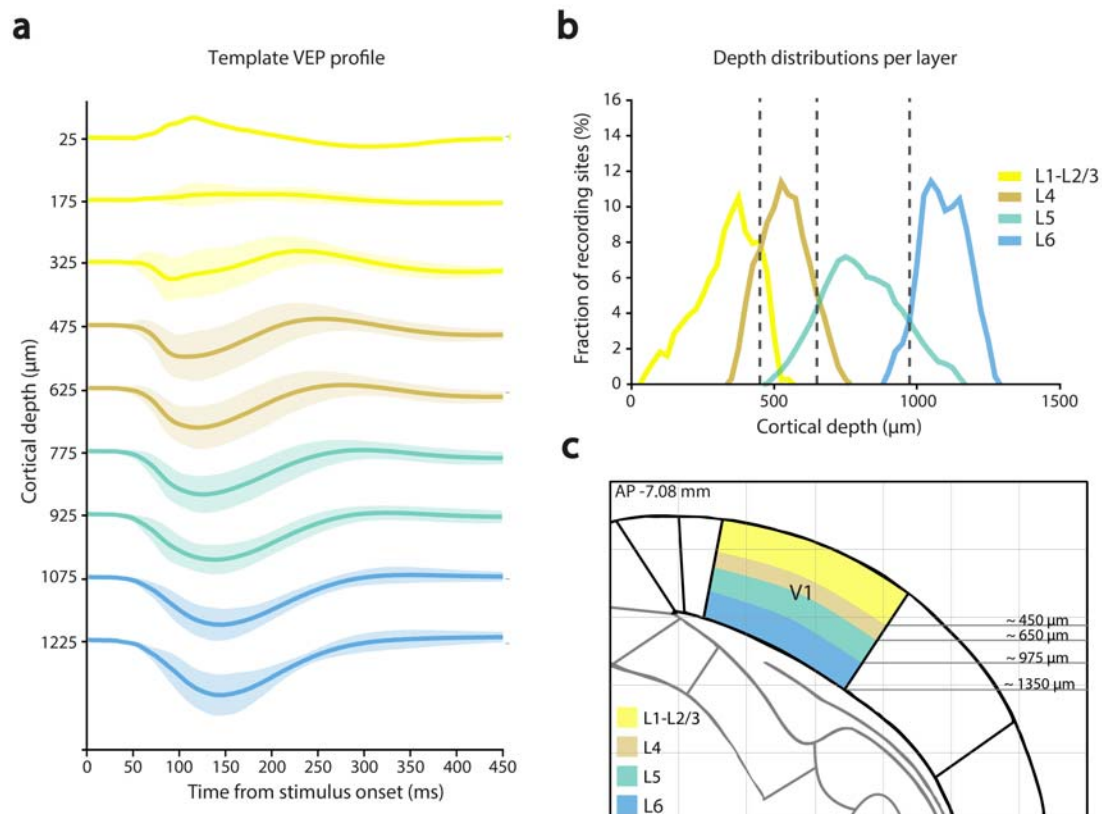 a
Template VEP profile
Cortical depth (µm)
25
175
325
475
625
775
925
1075
1225
0 50 100 150 200 250 300 350 400 450
Time from stimulus onset (ms)
b
Depth distributions per layer
Fraction of recording sites (%)
16
14
12
10
8
6
4
2
0
0 500 1000 1500
Cortical depth (µm)
L1-L2/3
L4
L5
L6
c
AP -7.08 mm
V1
~ 450 µm
~ 650 µm
~ 975 µm
~ 1350 µm
L1-L2/3
L4
L5
L6